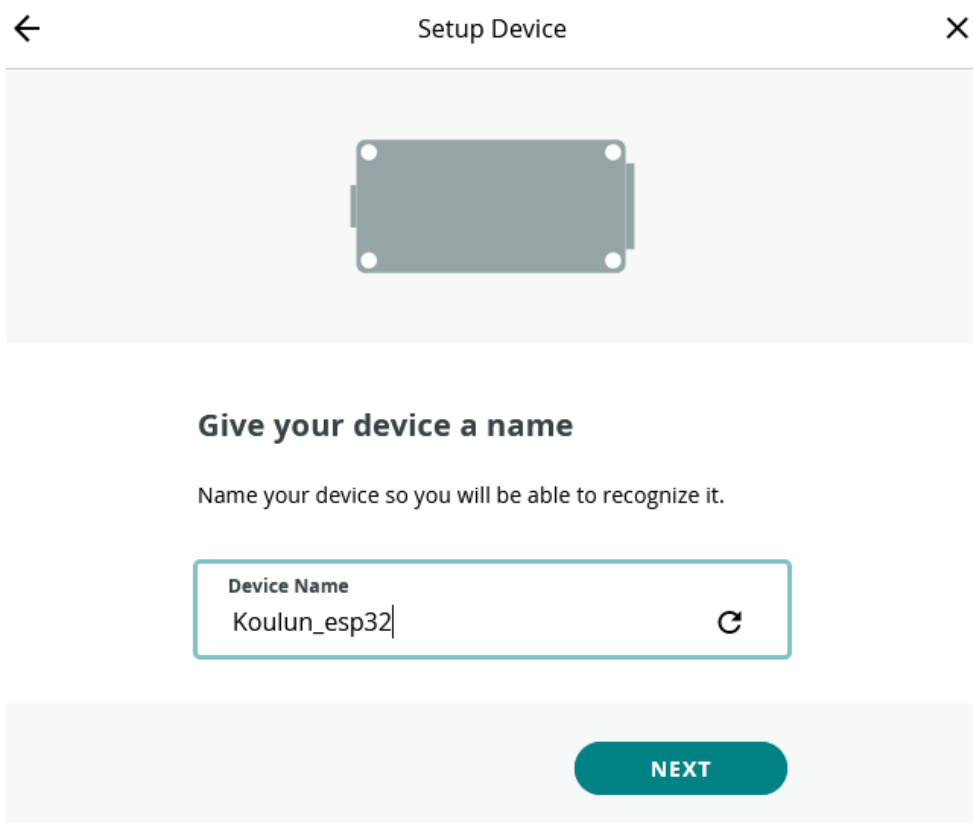 Setup Device
Give your device a name
Name your device so you will be able to recognize it.
Device Name
Koulun_esp32
NEXT